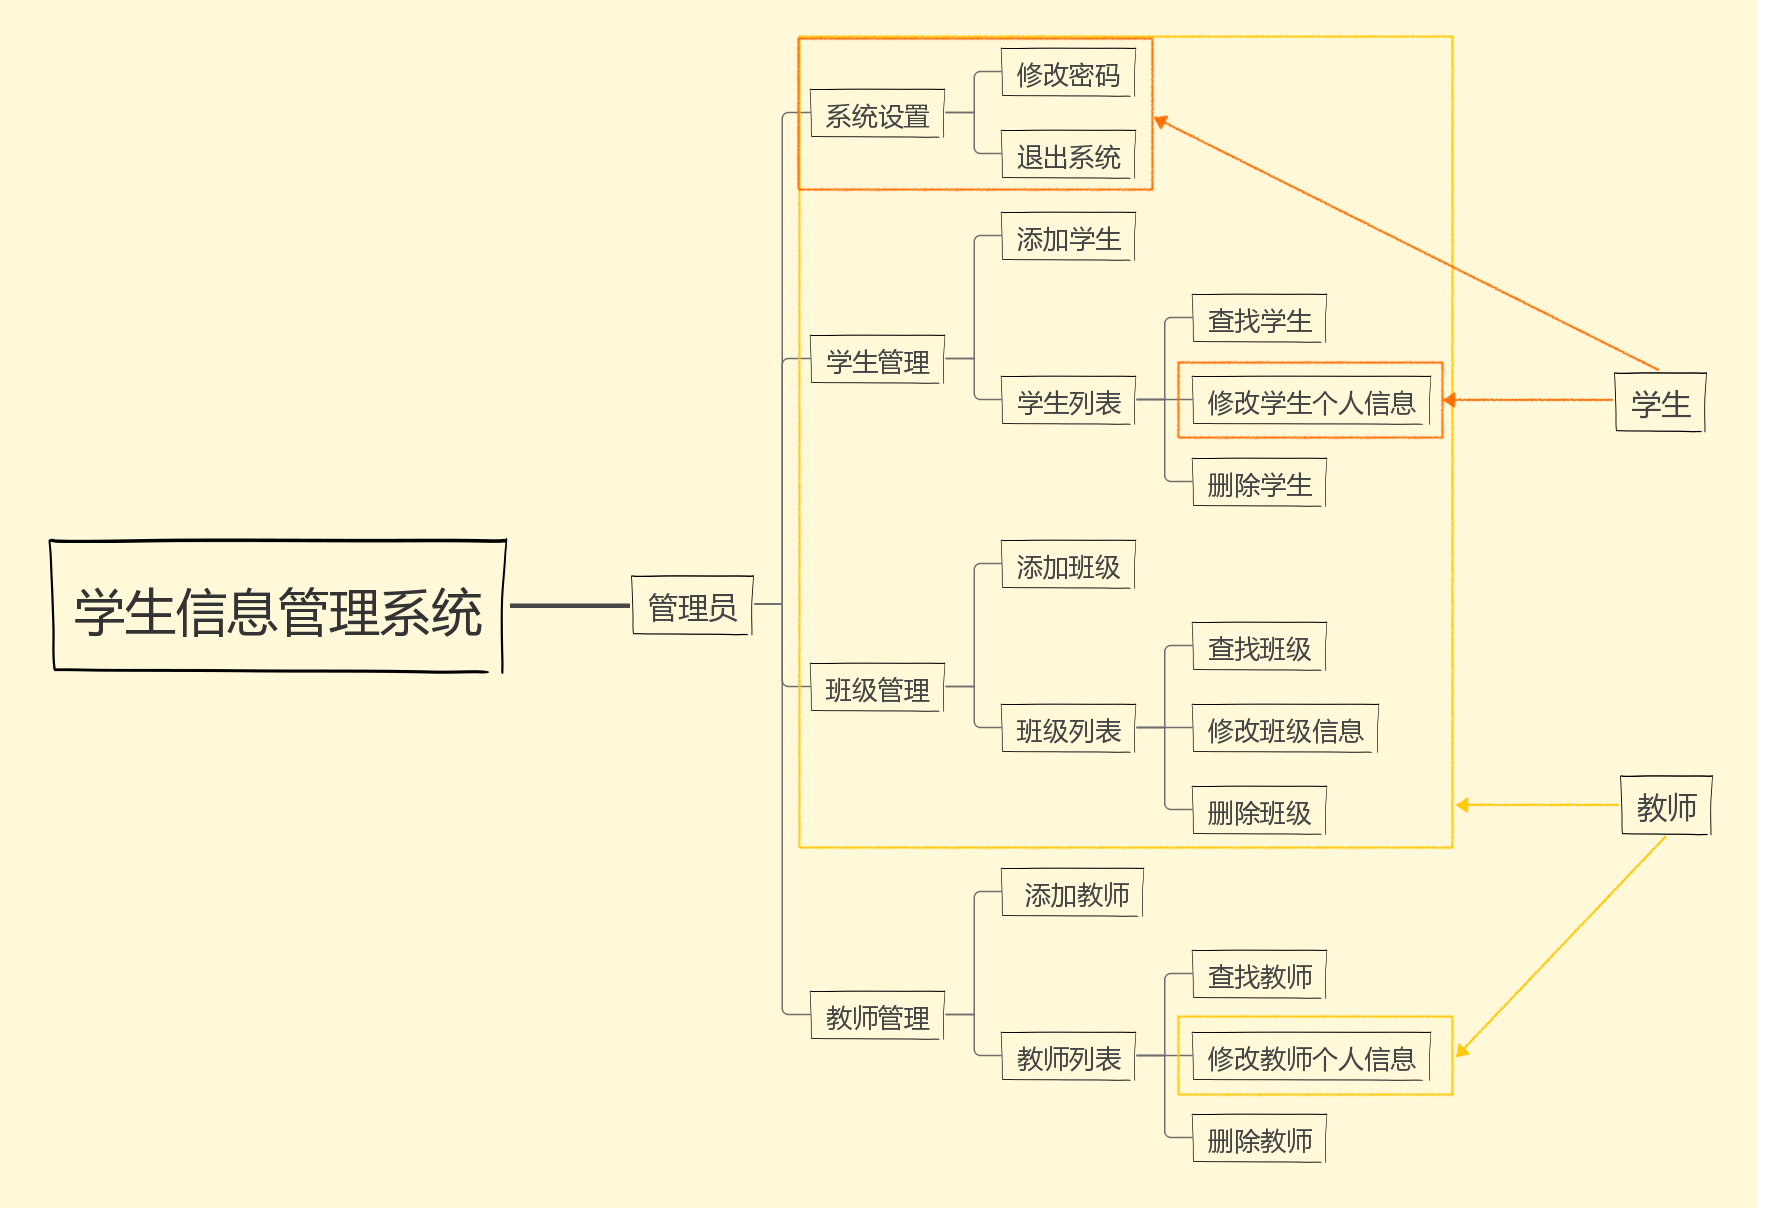 学生信息管理系统
管理员
系统设置
修改密码
退出系统
学生管理
添加学生
学生列表
查找学生
修改学生个人信息
删除学生
班级管理
添加班级
班级列表
查找班级
修改班级信息
删除班级
教师管理
添加教师
教师列表
查找教师
修改教师个人信息
删除教师
学生
教师